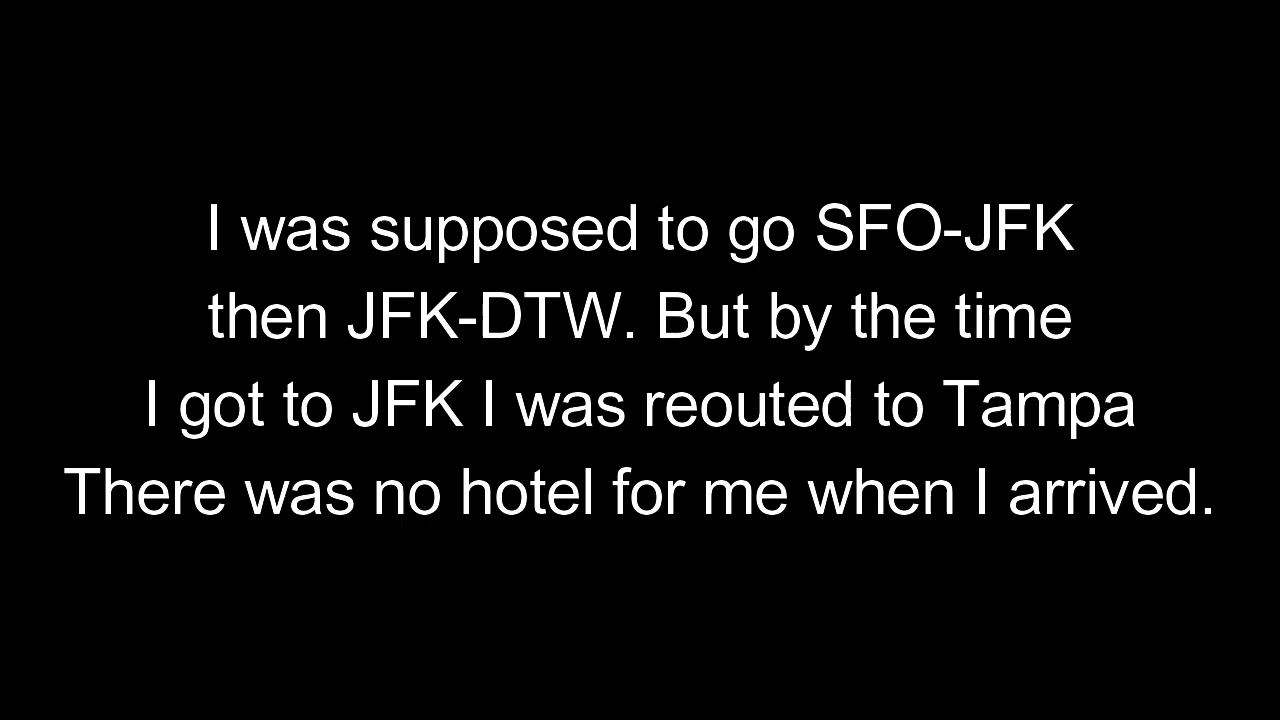 I was supposed to go SFO-JFK
then JFK-DTW. But by the time
I got to JFK I was reouted to Tampa
There was no hotel for me when I arrived.